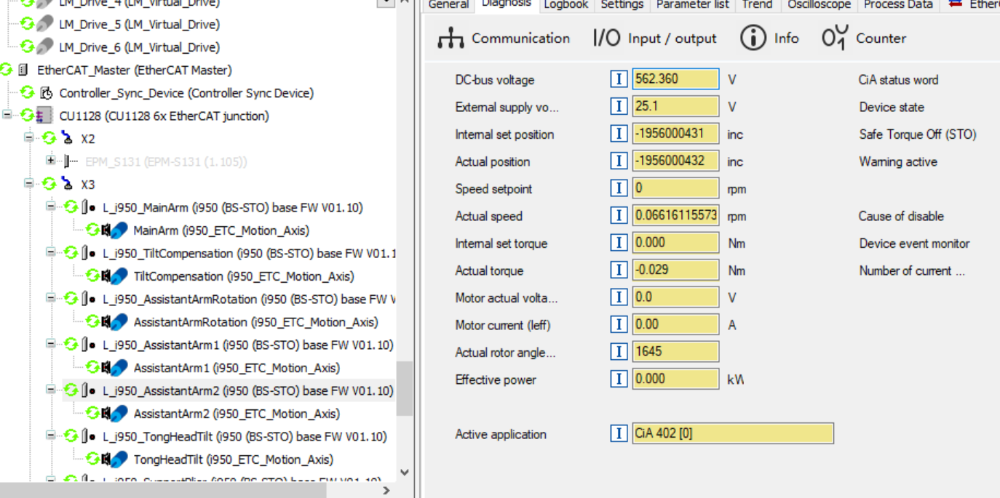 LM_Drive_4 (LM_Virtual_Drive)
LM_Drive_5 (LM_Virtual_Drive)
LM_Drive_6 (LM_Virtual_Drive)
EtherCAT_Master (EtherCAT Master)
Controller_Sync_Device (Controller Sync Device)
CU1128 (CU1128 6x EtherCAT junction)
X2
EPM_S131 (EPM-S131 (1.105))
X3
L_i950_MainArm (i950 (BS-STO) base FW V01.10)
MainArm (i950_ETC_Motion_Axis)
L_i950_TiltCompensation (i950 (BS-STO) base FW V01.1
TiltCompensation (i950_ETC_Motion_Axis)
L_i950_AssistantArmRotation (i950 (BS-STO) base FW V
AssistantArmRotation (i950_ETC_Motion_Axis)
L_i950_AssistantArm1 (i950 (BS-STO) base FW V01.10)
AssistantArm1 (i950_ETC_Motion_Axis)
L_i950_AssistantArm2 (i950 (BS-STO) base FW V01.10)
AssistantArm2 (i950_ETC_Motion_Axis)
L_i950_TongHeadTilt (i950 (BS-STO) base FW V01.10)
TongHeadTilt (i950_ETC_Motion_Axis)
L_i950_SupportPlier (i950 (BS-STO) base FW V01.10)
General Diagnosis Logbook Settings Parameter list Trend Oscilloscope Process Data Ether
Communication I/O Input / output Info Counter
DC-bus voltage I 562.360 V CiA status word
External supply vo... I 25.1 V Device state
Internal set position I -1956000431 inc Safe Torque Off (STO)
Actual position I -1956000432 inc Warning active
Speed setpoint I 0 rpm
Actual speed I 0.06616115573 rpm Cause of disable
Internal set torque I 0.000 Nm Device event monitor
Actual torque I -0.029 Nm Number of current ...
Motor actual volta... I 0.0 V
Motor current (Ieff) I 0.00 A
Actual rotor angle... I 1645
Effective power I 0.000 kW
Active application I CiA 402 [0]